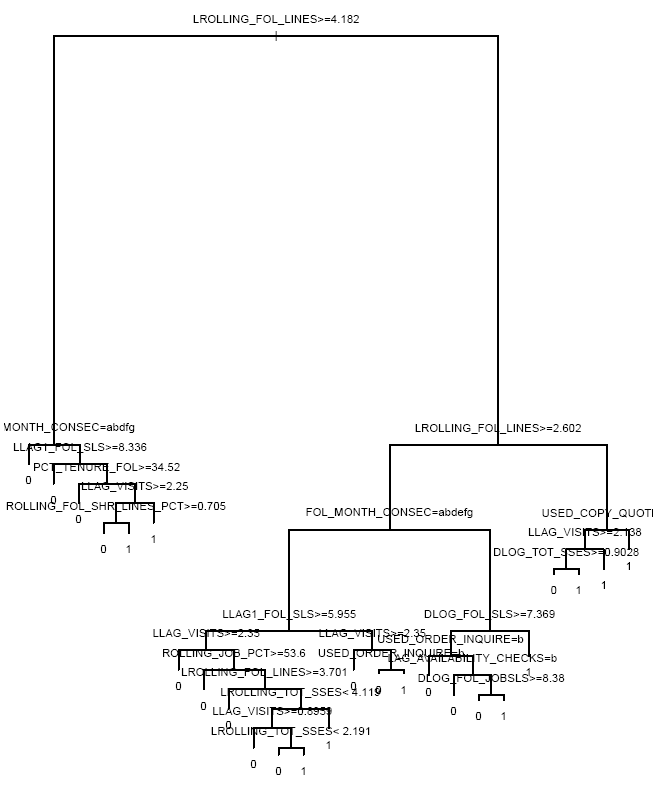 LROLLING_FOL_LINES>=4.182
MONTH_CONSEC=abdfg
LROLLING_FOL_LINES>=2.602
LLAG1_FOL_SLS>=8.336
PCT_TENURE_FOL>=34.52
0
LLAG_VISITS>=2.25
0
ROLLING_FOL_SHR_LINES_PCT>=0.705
FOL_MONTH_CONSEC=abdefg
USED_COPY_QUOTI
0
LLAG_VISITS>=2.138
1
0
1
DLOG_TOT_SSES>=0.9028
1
1
0
1
LLAG1_FOL_SLS>=5.955
DLOG_FOL_SLS>=7.369
LLAG_VISITS>=2.35
LLAG_VISITS>=2.35
USED_ORDER_INQUIRE=b
ROLLING_JOB_PCT>=53.6
USED_ORDER_INQUIRE=b
LAG_AVAILABILITY_CHECKS=b
LROLLING_FOL_LINES>=3.701
1
DLOG_FOL_JOBSLS>=8.38
0
0
0
LROLLING_TOT_SSES< 4.119
0
1
0
LLAG_VISITS>=0.8959
0
0
1
0
LROLLING_TOT_SSES< 2.191
1
0
0
1